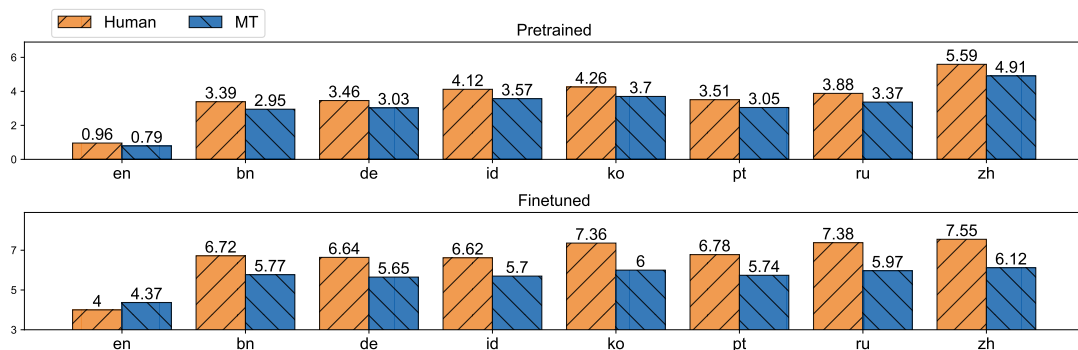 Human MT
Pretrained
6
4
2
0
0.96 0.79 3.39 2.95 3.46 3.03 4.12 3.57 4.26 3.7 3.51 3.05 3.88 3.37 5.59 4.91
en bn de id ko pt ru zh
Finetuned
7
5
3
4 4.37 6.72 5.77 6.64 5.65 6.62 5.7 7.36 6 6.78 5.74 7.38 5.97 7.55 6.12
en bn de id ko pt ru zh